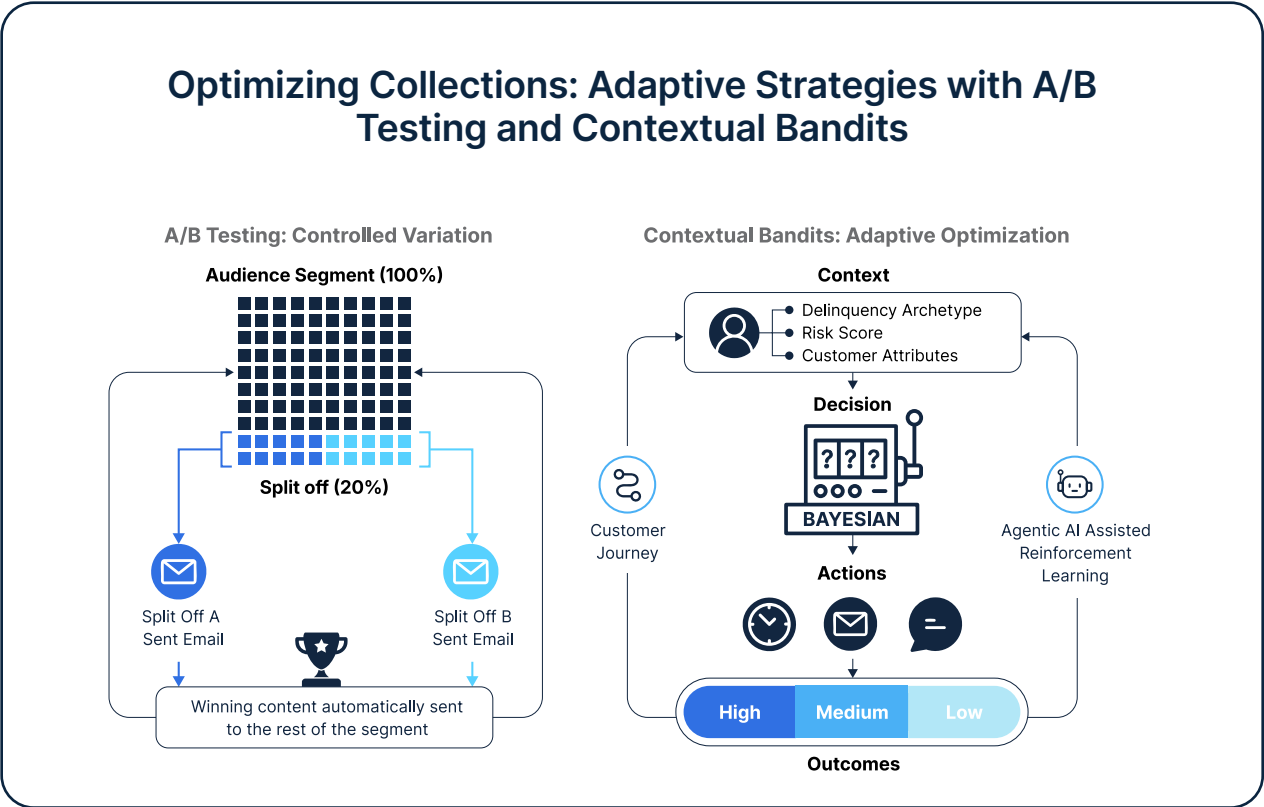 Optimizing Collections: Adaptive Strategies with A/B
Testing and Contextual Bandits
A/B Testing: Controlled Variation
Audience Segment (100%)
Split off (20%)
Split Off A
Sent Email
Split Off B
Sent Email
Winning content automatically sent
to the rest of the segment
Contextual Bandits: Adaptive Optimization
Context
Delinquency Archetype
Risk Score
Customer Attributes
Decision
? ? ?
BAYESIAN
Customer
Journey
Agentic AI Assisted
Reinforcement
Learning
Actions
High
Medium
Low
Outcomes